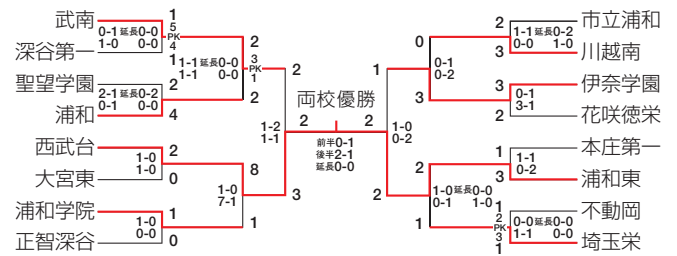 武南
1
0-1 延長 0-0
1-0 0-0
5
PK
4
深谷第一
1
聖望学園
2
2-1 延長 0-2
0-1 0-0
浦和
4
2
1-1 延長 0-0
1-1 0-0
3
PK
1
2
西武台
2
1-0
1-0
大宮東
0
浦和学院
1
1-0
0-0
正智深谷
0
8
1-0
7-1
1
2
1-2
1-1
3
両校優勝
2 2
前半 0-1
後半 2-1
延長 0-0
1
1-0
0-2
2
0
0-1
0-2
3
2
1-0 延長 0-0
0-1 1-0
1
2
市立浦和
1-1 延長 0-2
0-0 1-0
3
川越南
3
伊奈学園
0-1
3-1
2
花咲徳栄
1
本庄第一
1-1
0-2
3
浦和東
1
不動岡
2
PK
3
0-0 延長 0-0
1-1 0-0
1
埼玉栄